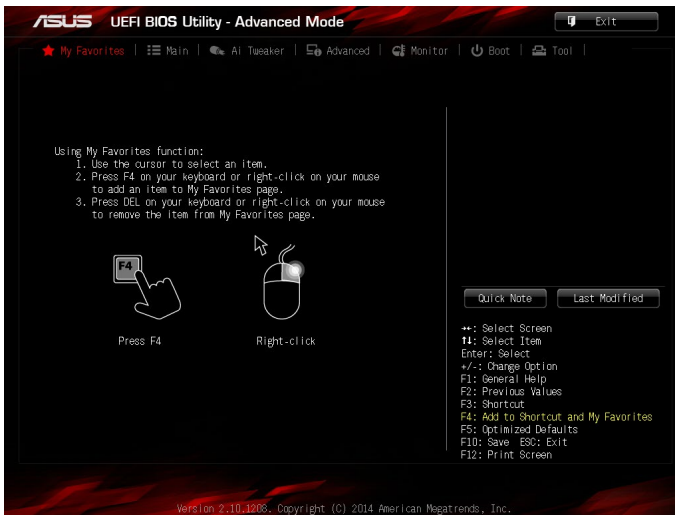 ASUS UEFI BIOS Utility - Advanced Mode
Exit
My Favorites | Main | Ai Tweaker | Advanced | Monitor | Boot | Tool |
Using My Favorites function:
1. Use the cursor to select an item.
2. Press F4 on your keyboard or right-click on your mouse
to add an item to My Favorites page.
3. Press DEL on your keyboard or right-click on your mouse
to remove the item from My Favorites page.
F4
Press F4
Right-click
Quick Note
Last Modified
→←: Select Screen
↑↓: Select Item
Enter: Select
+/-: Change Option
F1: General Help
F2: Previous Values
F3: Shortcut
F4: Add to Shortcut and My Favorites
F5: Optimized Defaults
F10: Save ESC: Exit
F12: Print Screen
Version 2.10.1208. Copyright (C) 2014 American Megatrends, Inc.